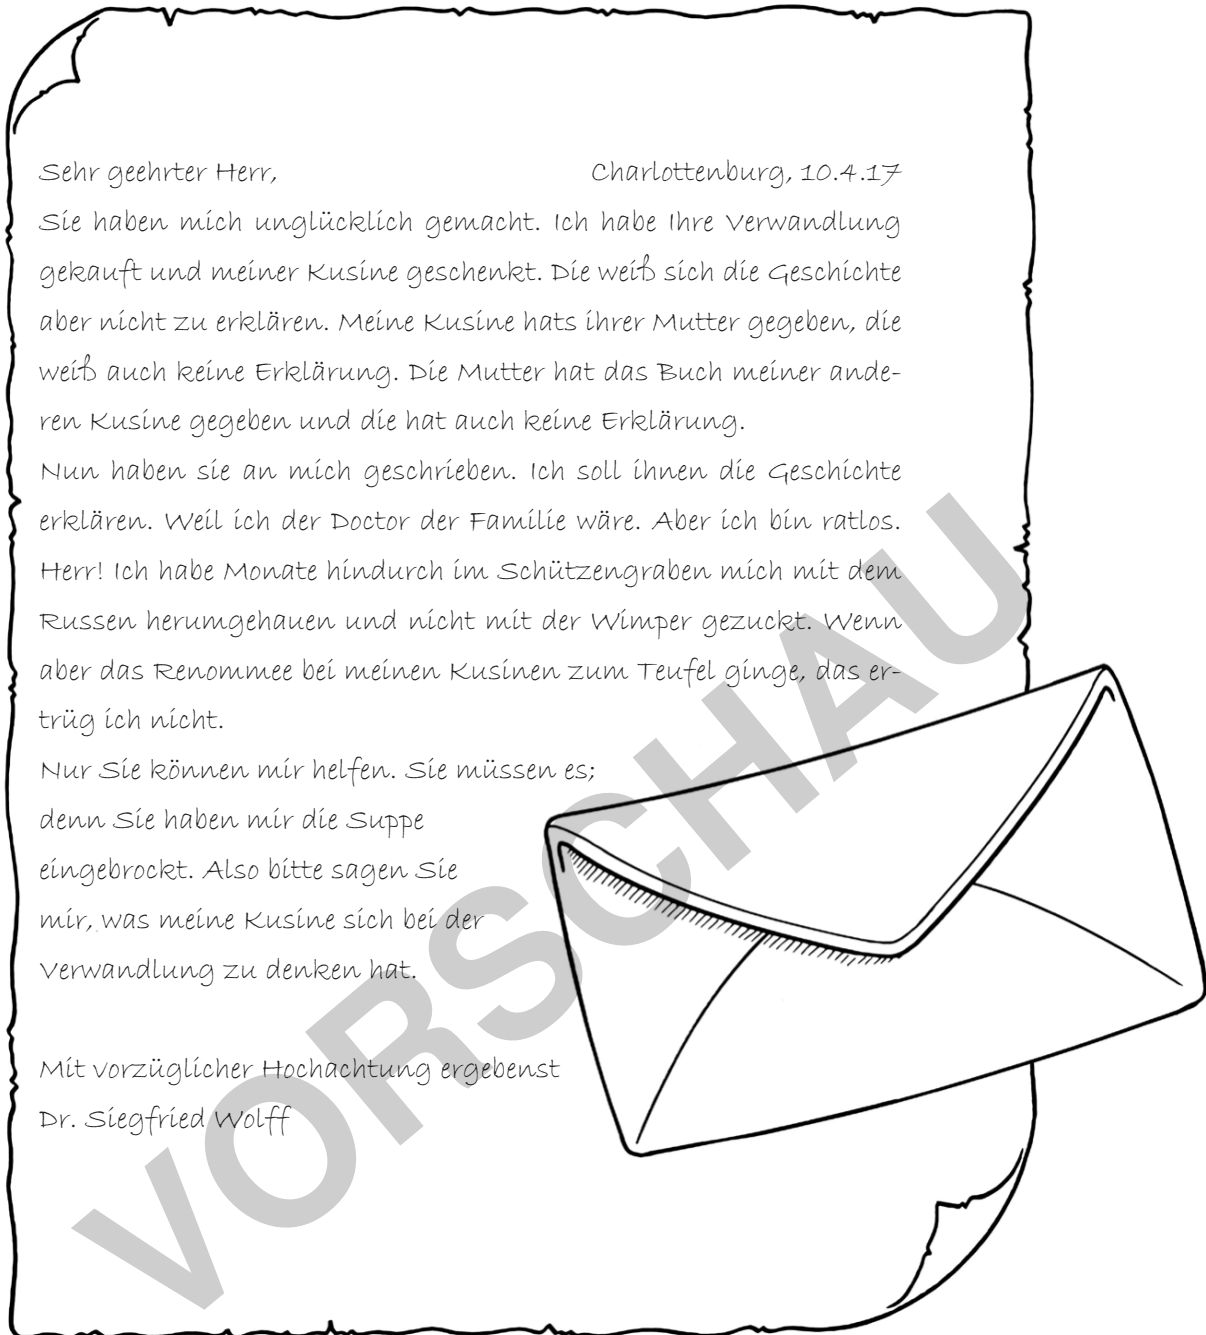 Sehr geehrter Herr, Charlottenburg, 10.4.17
Sie haben mich unglücklich gemacht. Ich habe Ihre Verwandlung
gekauft und meiner Kusine geschenkt. Die weiß sich die Geschichte
aber nicht zu erklären. Meine Kusine hats ihrer Mutter gegeben, die
weiß auch keine Erklärung. Die Mutter hat das Buch meiner ande-
ren Kusine gegeben und die hat auch keine Erklärung.
Nun haben sie an mich geschrieben. Ich soll ihnen die Geschichte
erklären. Weil ich der Doctor der Familie wäre. Aber ich bin ratlos.
Herr! Ich habe Monate hindurch im Schützengraben mich mit dem
Russen herumgehauen und nicht mit der Wimper gezuckt. Wenn
aber das Renommee bei meinen Kusinen zum Teufel ginge, das er-
trüg ich nicht.
Nur Sie können mir helfen. Sie müssen es;
denn Sie haben mir die Suppe
eingebrockt. Also bitte sagen Sie
mir, was meine Kusine sich bei der
Verwandlung zu denken hat.
Mit vorzüglicher Hochachtung ergebenst
Dr. Siegfried Wolff
VORSCHAU